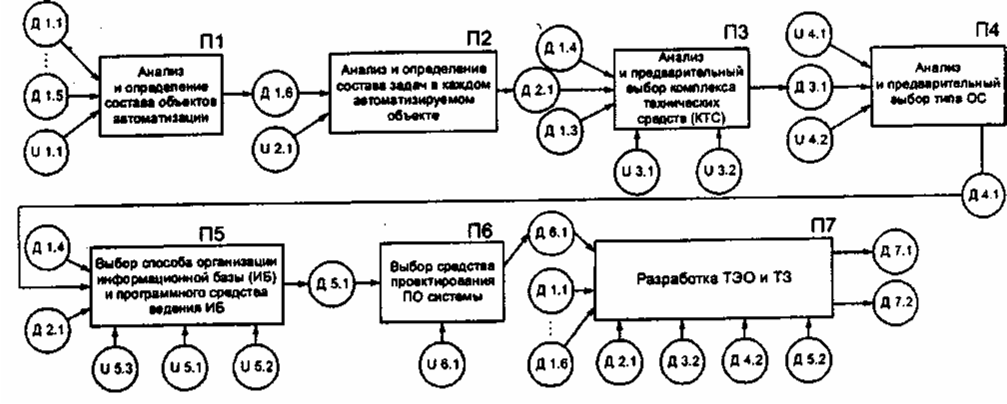 Д 1.1
Д 1.5
U 1.1
П1
Анализ
и определение
состава объектов
автоматизации
Д 1.6
U 2.1
П2
Анализ и определение
состава задач в каждом
автоматизируемом
объекте
Д 1.4
Д 2.1
Д 1.3
П3
Анализ
и предварительный
выбор комплекса
технических
средств (КТС)
U 3.1
U 3.2
U 4.1
Д 3.1
U 4.2
П4
Анализ
и предварительный
выбор типа ОС
Д 4.1
Д 1.4
Д 2.1
П5
Выбор способа организации
информационной базы (ИБ)
и программного средства
ведения ИБ
U 5.3
U 5.1
U 5.2
Д 5.1
П6
Выбор средства
проектирования
ПО системы
U 6.1
Д 6.1
Д 1.1
Д 1.6
П7
Разработка ТЭО и ТЗ
Д 2.1
Д 3.2
Д 4.2
Д 5.2
Д 7.1
Д 7.2